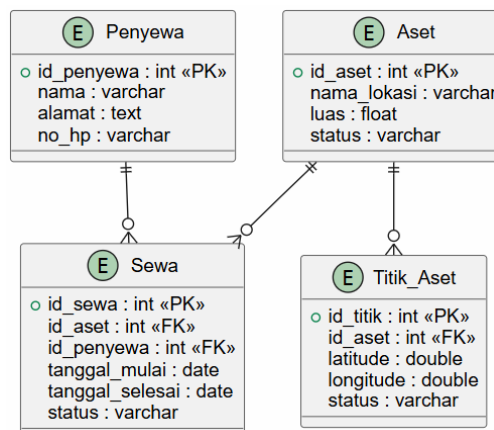 E Penyewa
id_penyewa : int «PK»
nama : varchar
alamat : text
no_hp : varchar
E Aset
id_aset : int «PK»
nama_lokasi : varchar
luas : float
status : varchar
E Sewa
id_sewa : int «PK»
id_aset : int «FK»
id_penyewa : int «FK»
tanggal_mulai : date
tanggal_selesai : date
status : varchar
E Titik_Aset
id_titik : int «PK»
id_aset : int «FK»
latitude : double
longitude : double
status : varchar